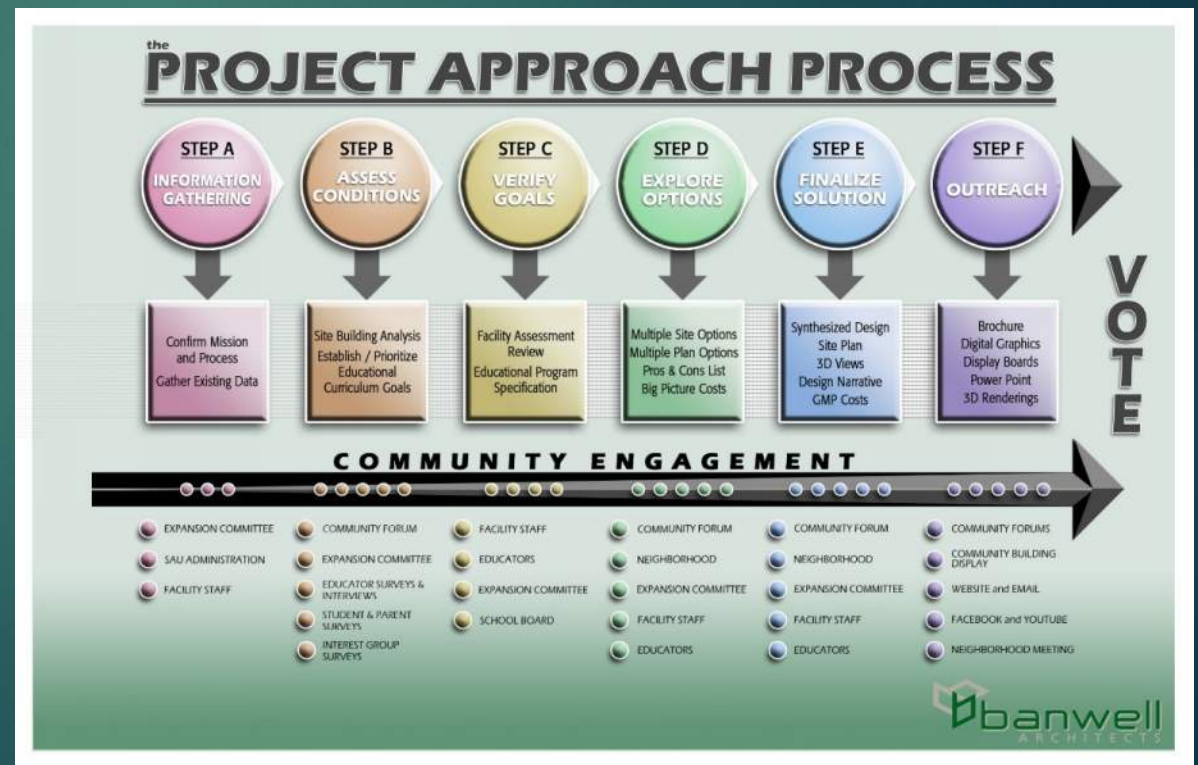 the
PROJECT APPROACH PROCESS
STEP A
INFORMATION
GATHERING
STEP B
ASSESS
CONDITIONS
STEP C
VERIFY
GOALS
STEP D
EXPLORE
OPTIONS
STEP E
FINALIZE
SOLUTION
STEP F
OUTREACH
VOTE
Confirm Mission
and Process
Gather Existing Data
Site Building Analysis
Establish / Prioritize
Educational
Curriculum Goals
Facility Assessment
Review
Educational Program
Specification
Multiple Site Options
Multiple Plan Options
Pros & Cons List
Big Picture Costs
Synthesized Design
Site Plan
3D Views
Design Narrative
GMP Costs
Brochure
Digital Graphics
Display Boards
Power Point
3D Renderings
COMMUNITY ENGAGEMENT
EXPANSION COMMITTEE
SAU ADMINISTRATION
FACILITY STAFF
COMMUNITY FORUM
EXPANSION COMMITTEE
EDUCATOR SURVEYS &
INTERVIEWS
STUDENT & PARENT
SURVEYS
INTEREST GROUP
SURVEYS
FACILITY STAFF
EDUCATORS
EXPANSION COMMITTEE
SCHOOL BOARD
COMMUNITY FORUM
NEIGHBORHOOD
EXPANSION COMMITTEE
FACILITY STAFF
EDUCATORS
COMMUNITY FORUM
NEIGHBORHOOD
EXPANSION COMMITTEE
FACILITY STAFF
EDUCATORS
COMMUNITY FORUMS
COMMUNITY BUILDING
DISPLAY
WEBSITE and EMAIL
FACEBOOK and YOUTUBE
NEIGHBORHOOD MEETING
banwell
ARCHITECTS